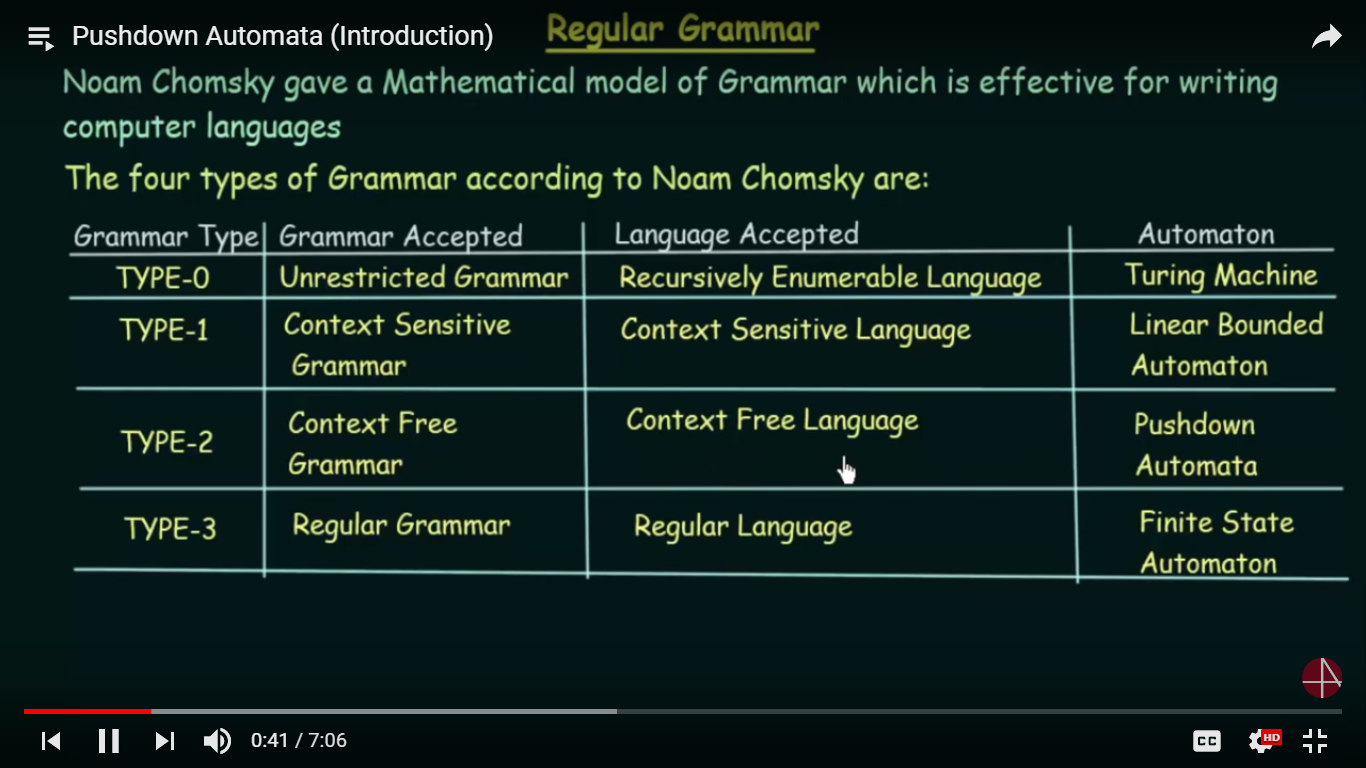 Pushdown Automata (Introduction)
Regular Grammar
Noam Chomsky gave a Mathematical model of Grammar which is effective for writing
computer languages
The four types of Grammar according to Noam Chomsky are:
Grammar Type Grammar Accepted Language Accepted Automaton
TYPE-0 Unrestricted Grammar Recursively Enumerable Language Turing Machine
TYPE-1 Context Sensitive Context Sensitive Language Linear Bounded
Grammar Automaton
TYPE-2 Context Free Context Free Language Pushdown
Grammar Automata
TYPE-3 Regular Grammar Regular Language Finite State
Automaton
0:41 / 7:06 CC HD